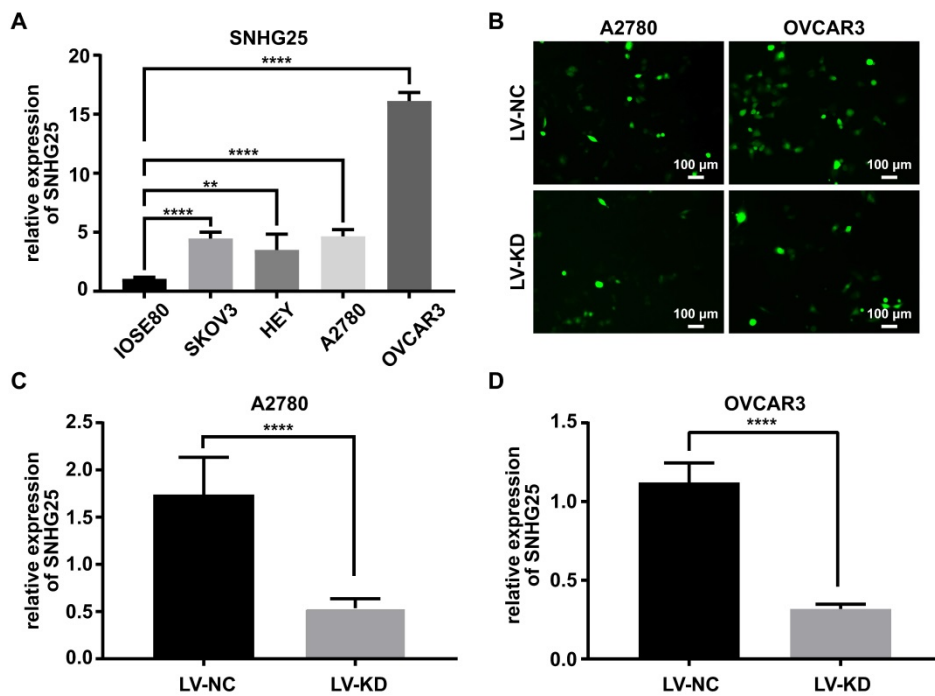 A
SNHG25
relative expression
of SNHG25
20
15
10
5
0
****
****
**
****
IOSE80
SKOV3
HEY
A2780
OVCAR3
B
A2780
OVCAR3
LV-NC
LV-KD
100 µm
100 µm
100 µm
100 µm
C
A2780
relative expression
of SNHG25
2.5
2.0
1.5
1.0
0.5
0.0
****
LV-NC
LV-KD
D
OVCAR3
relative expression
of SNHG25
1.5
1.0
0.5
0.0
****
LV-NC
LV-KD